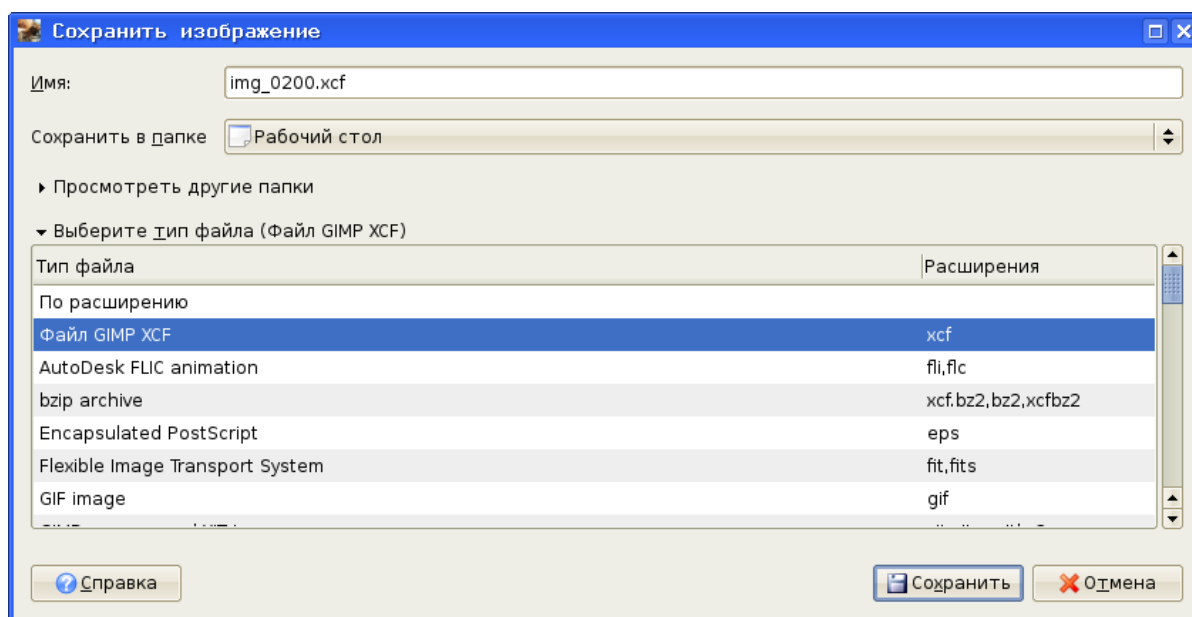 Сохранить изображение
Имя: img_0200.xcf
Сохранить в папке Рабочий стол
Просмотреть другие папки
Выберите тип файла (Файл GIMP XCF)
Тип файла Расширения
По расширению
Файл GIMP XCF xcf
AutoDesk FLIC animation fli,flc
bzip archive xcf.bz2,bz2,xcfbz2
Encapsulated PostScript eps
Flexible Image Transport System fit,fits
GIF image gif
Справка Сохранить Отмена